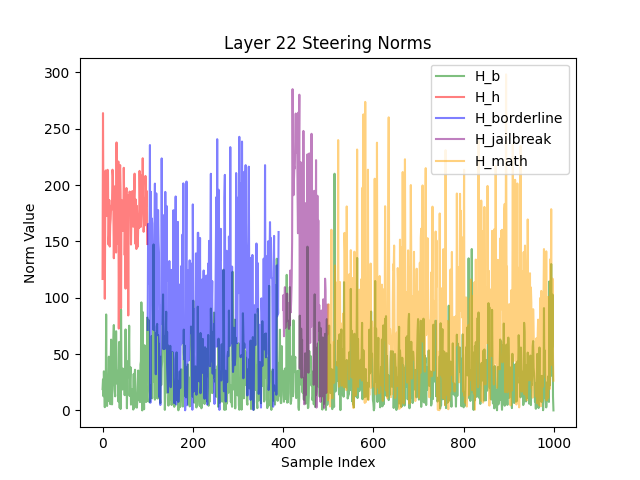 Layer 22 Steering Norms
300
250
200
150
100
50
0
Norm Value
H_b
H_h
H_borderline
H_jailbreak
H_math
0
200
400
600
800
1000
Sample Index